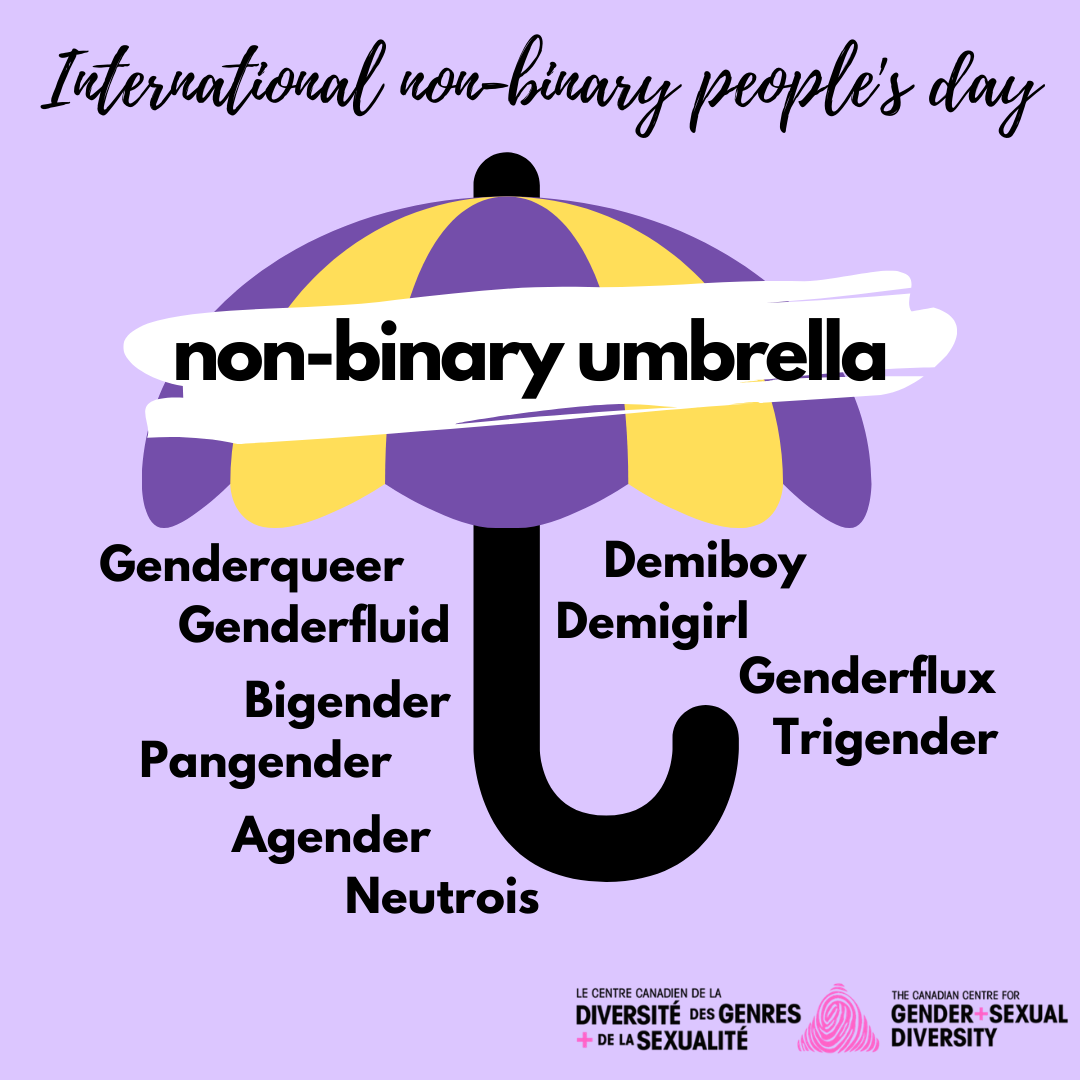 International non-binary people's day
non-binary umbrella
Genderqueer
Genderfluid
Bigender
Pangender
Agender
Neutrois
Demiboy
Demigirl
Genderflux
Trigender
LE CENTRE CANADIEN DE LA
DIVERSITÉ DES GENRES
+ DE LA SEXUALITÉ
THE CANADIAN CENTRE FOR
GENDER+SEXUAL
DIVERSITY